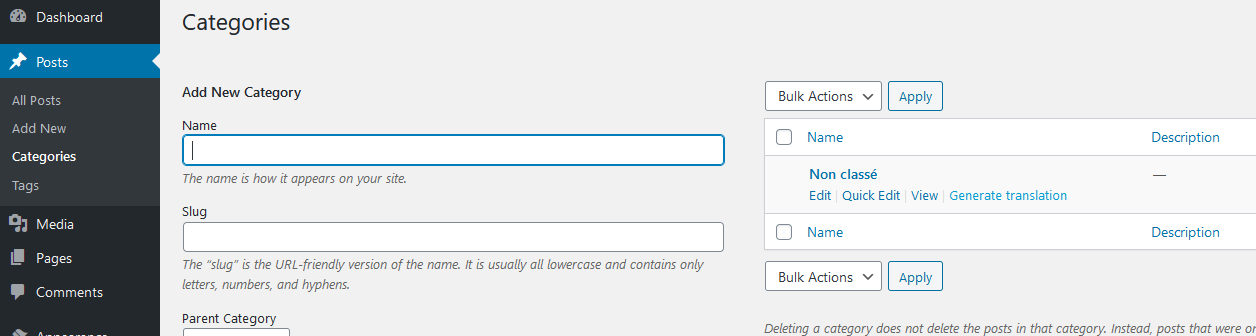 Dashboard
Posts
All Posts
Add New
Categories
Tags
Media
Pages
Comments
Categories
Add New Category
Name
The name is how it appears on your site.
Slug
The “slug” is the URL-friendly version of the name. It is usually all lowercase and contains only
letters, numbers, and hyphens.
Parent Category
Bulk Actions Apply
Name Description
Non classé —
Edit | Quick Edit | View | Generate translation
Name Description
Bulk Actions Apply
Deleting a category does not delete the posts in that category. Instead, posts that were